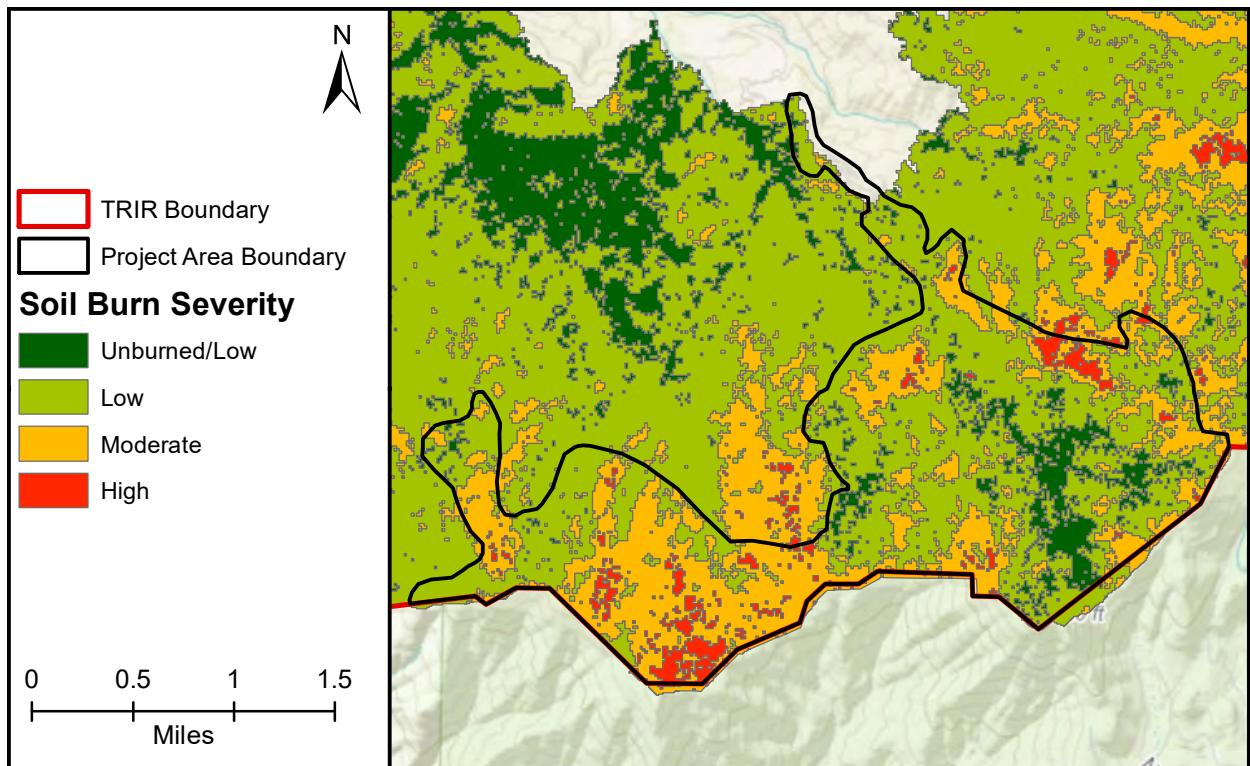 N
TRIR Boundary
Project Area Boundary
Soil Burn Severity
Unburned/Low
Low
Moderate
High
0 0.5 1 1.5
Miles